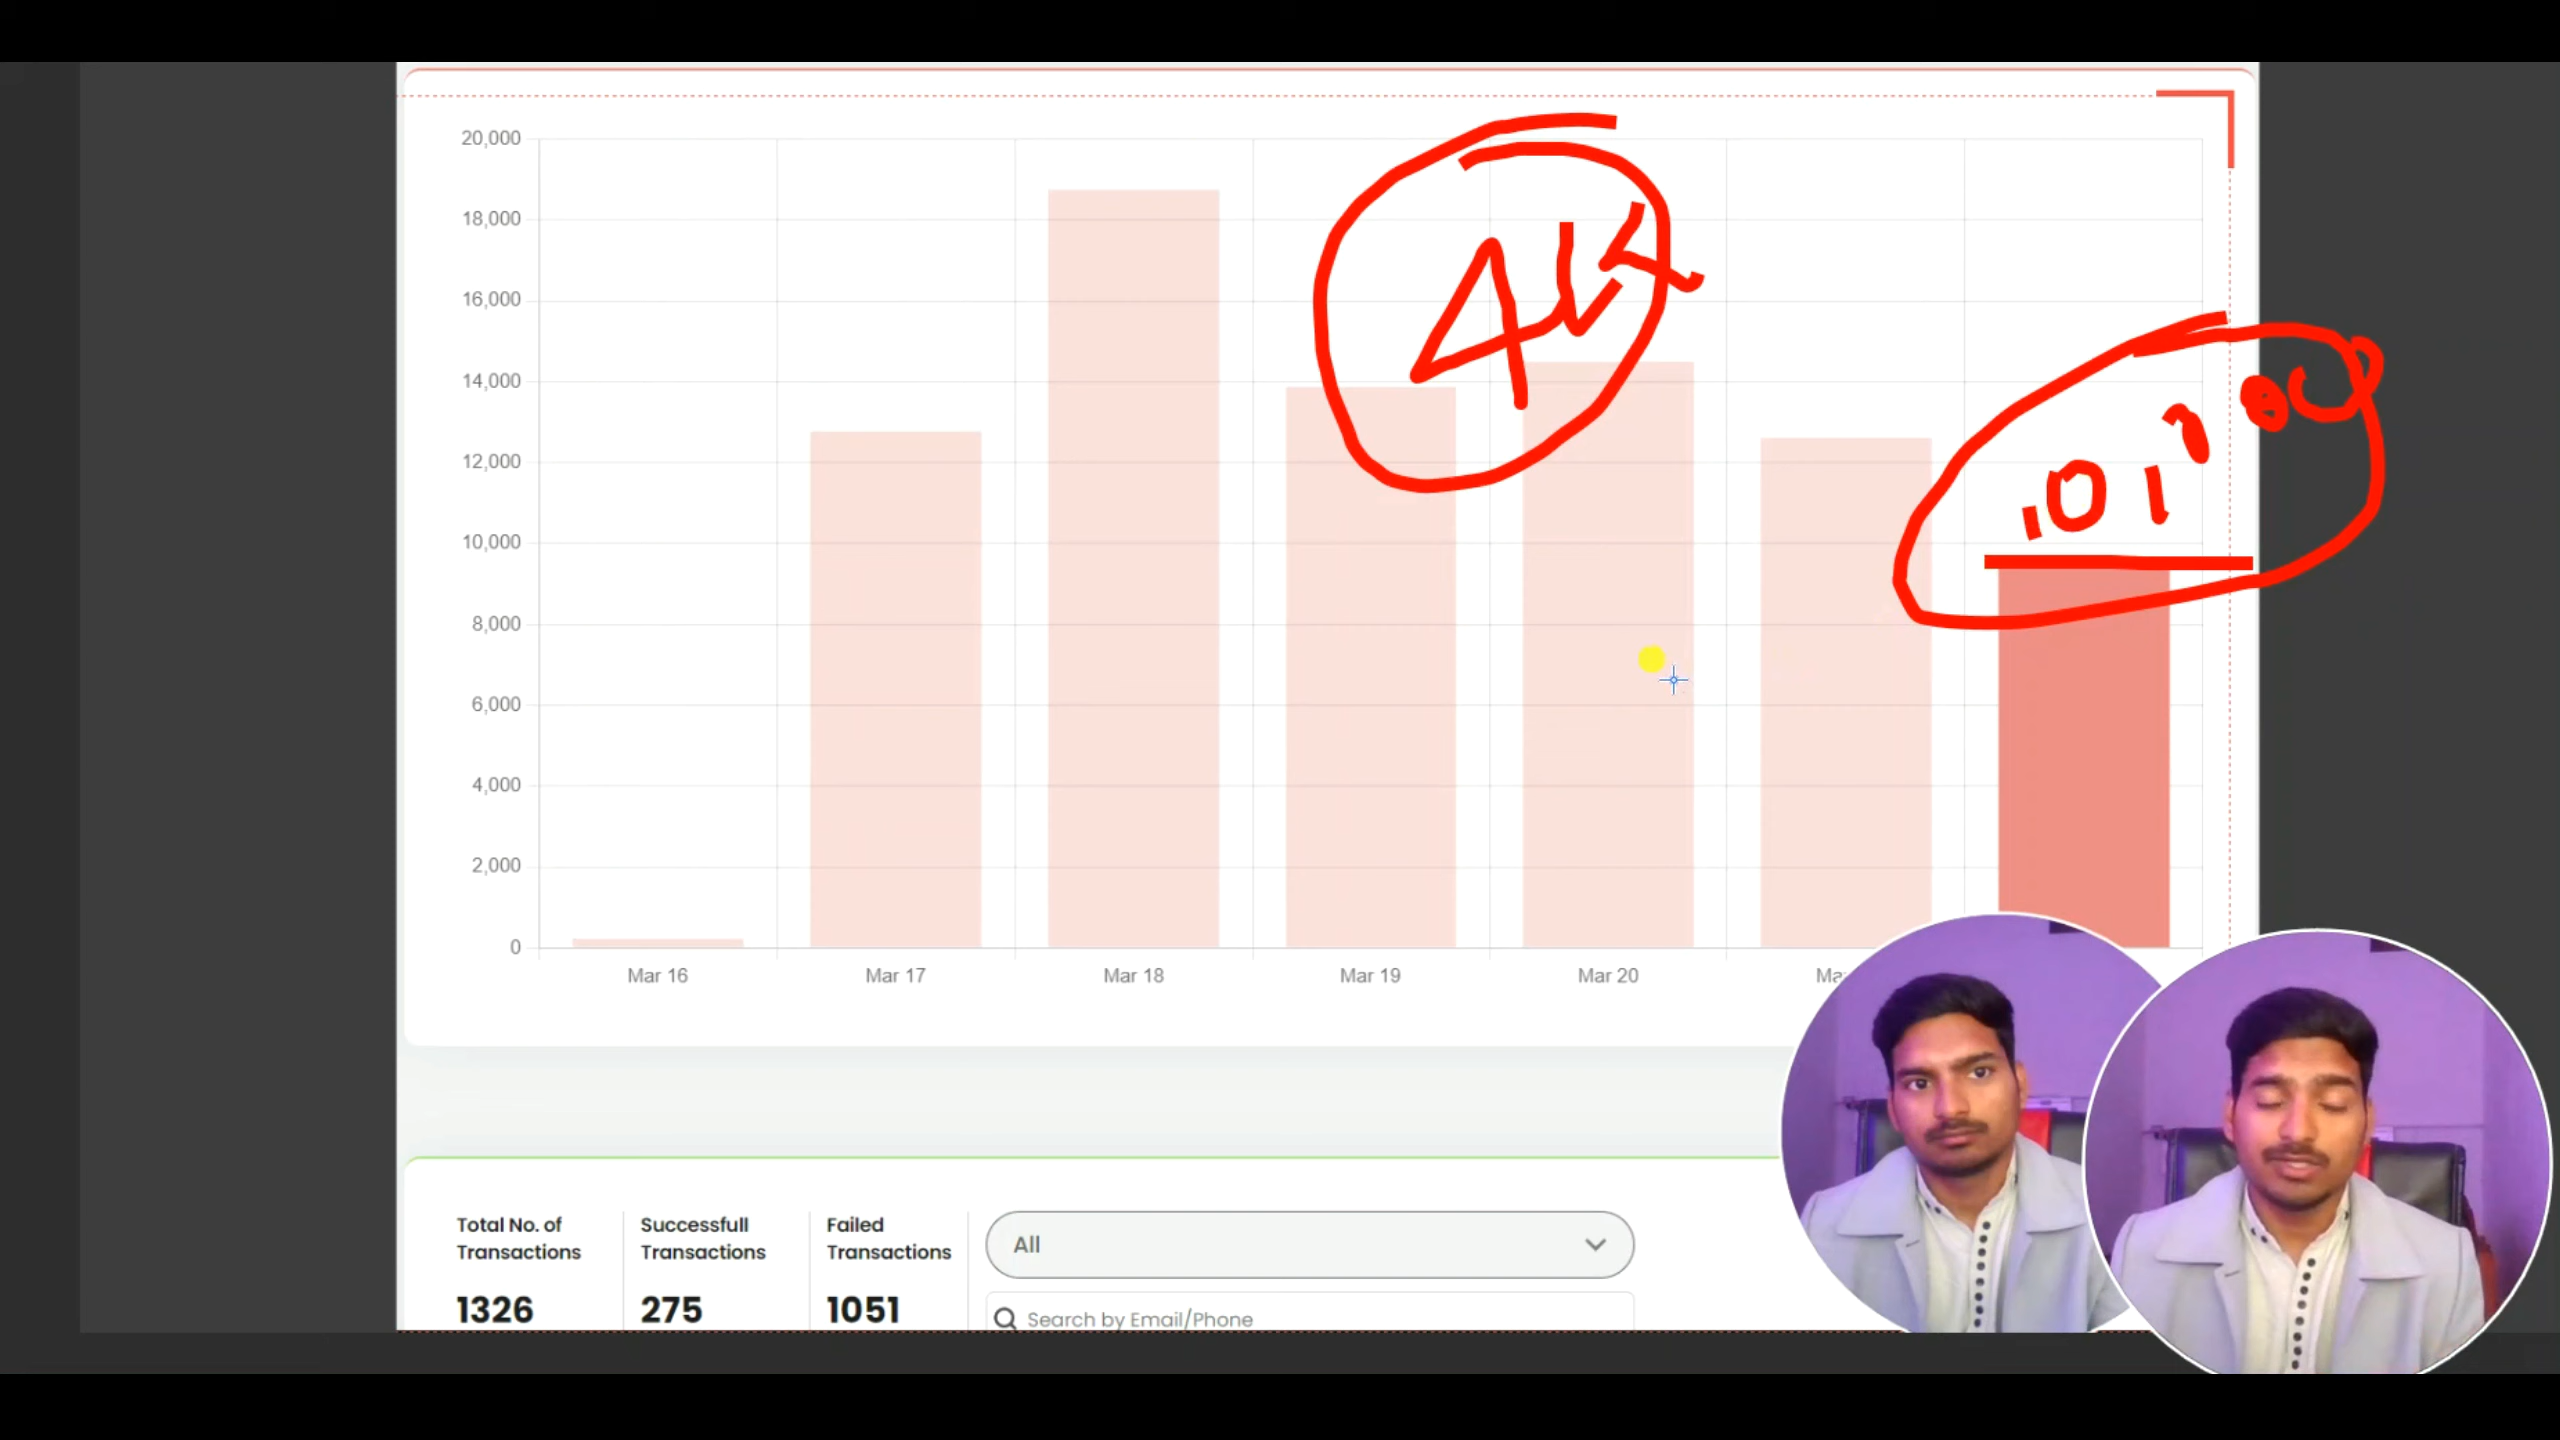 20,000
18,000
16,000
14,000
12,000
10,000
8,000
6,000
4,000
2,000
0
4K
Mar 16
Mar 17
Mar 18
Mar 19
Mar 20
Total No. of
Transactions
1326
Successfull
Transactions
275
Failed
Transactions
1051
All
Search by Email/Phone